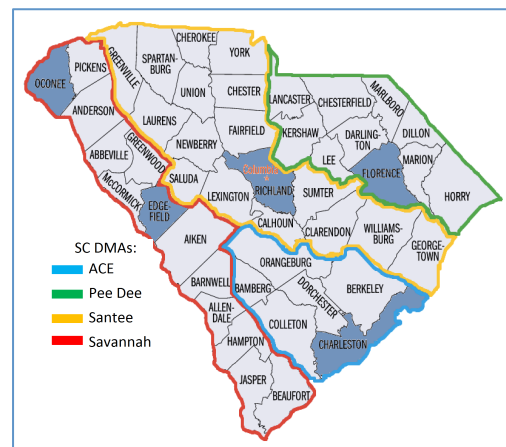 CHEROKEE
YORK
GREENVILLE
SPARTAN-
BURG
PICKENS
OCONEE
UNION
CHESTER
LANCASTER
CHESTERFIELD
MARLBORO
ANDERSON
LAURENS
FAIRFIELD
KERSHAW
DARLING-
TON
DILLON
NEWBERRY
LEE
MARION
ABBEVILLE
GREENWOOD
FLORENCE
SALUDA
RICHLAND
HORRY
McCORMICK
LEXINGTON
SUMTER
EDGE-
FIELD
CALHOUN
CLARENDON
WILLIAMS-
BURG
GEORGE-
TOWN
AIKEN
ORANGEBURG
SC DMAs:
ACE
Pee Dee
Santee
Savannah
BARNWELL
BAMBERG
DORCHESTER
BERKELEY
ALLEN-
DALE
COLLETON
HAMPTON
CHARLESTON
JASPER
BEAUFORT